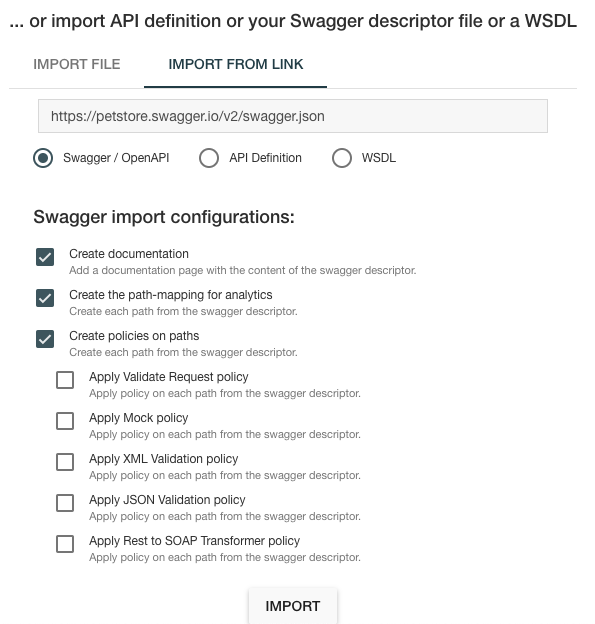 ... or import API definition or your Swagger descriptor file or a WSDL
IMPORT FILE IMPORT FROM LINK
https://petstore.swagger.io/v2/swagger.json
Swagger / OpenAPI API Definition WSDL
Swagger import configurations:
Create documentation
Add a documentation page with the content of the swagger descriptor.
Create the path-mapping for analytics
Create each path from the swagger descriptor.
Create policies on paths
Create each path from the swagger descriptor.
Apply Validate Request policy
Apply policy on each path from the swagger descriptor.
Apply Mock policy
Apply policy on each path from the swagger descriptor.
Apply XML Validation policy
Apply policy on each path from the swagger descriptor.
Apply JSON Validation policy
Apply policy on each path from the swagger descriptor.
Apply Rest to SOAP Transformer policy
Apply policy on each path from the swagger descriptor.
IMPORT